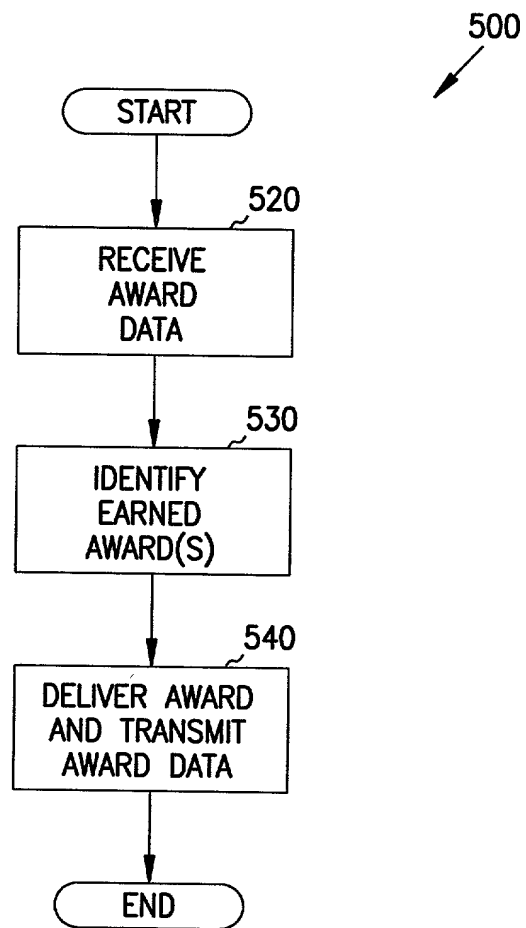 500
START
520
RECEIVE
AWARD
DATA
530
IDENTIFY
EARNED
AWARD(S)
540
DELIVER AWARD
AND TRANSMIT
AWARD DATA
END